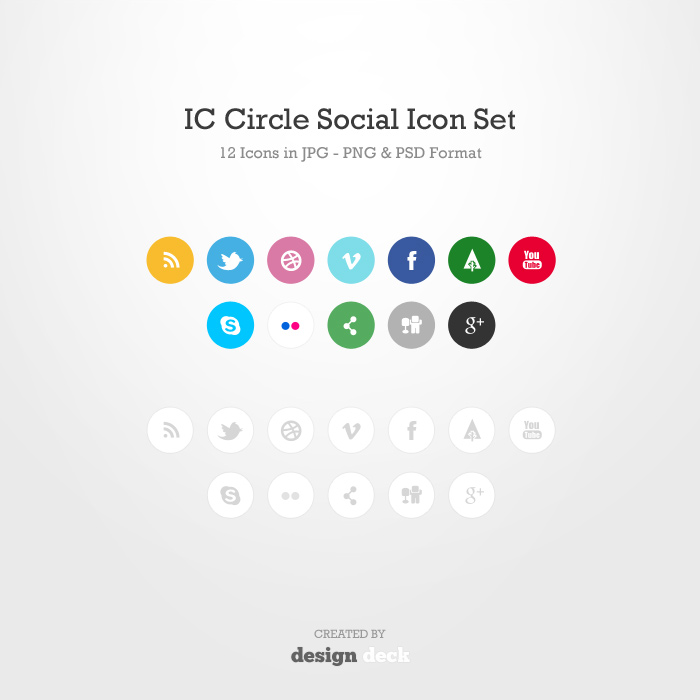 IC Circle Social Icon Set
12 Icons in JPG - PNG & PSD Format
f
You
Tube
S
g+
f
You
Tube
S
g+
CREATED BY
design deck